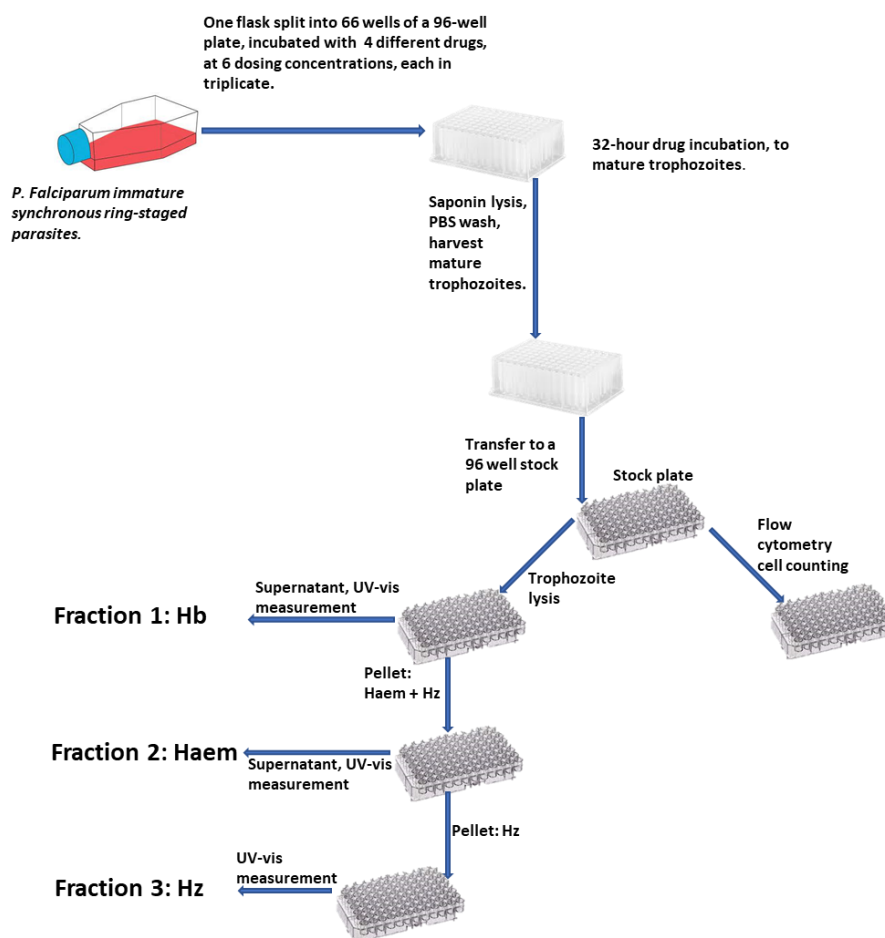 One flask split into 66 wells of a 96-well
plate, incubated with 4 different drugs,
at 6 dosing concentrations, each in
triplicate.
32-hour drug incubation, to
mature trophozoites.
P. Falciparum immature
synchronous ring-staged
parasites.
Saponin lysis,
PBS wash,
harvest
mature
trophozoites.
Transfer to a
96 well stock
plate
Stock plate
Flow
cytometry
cell counting
Trophozoite
lysis
Supernatant, UV-vis
measurement
Fraction 1: Hb
Pellet:
Haem + Hz
Fraction 2: Haem
Supernatant, UV-vis
measurement
Pellet: Hz
UV-vis
measurement
Fraction 3: Hz